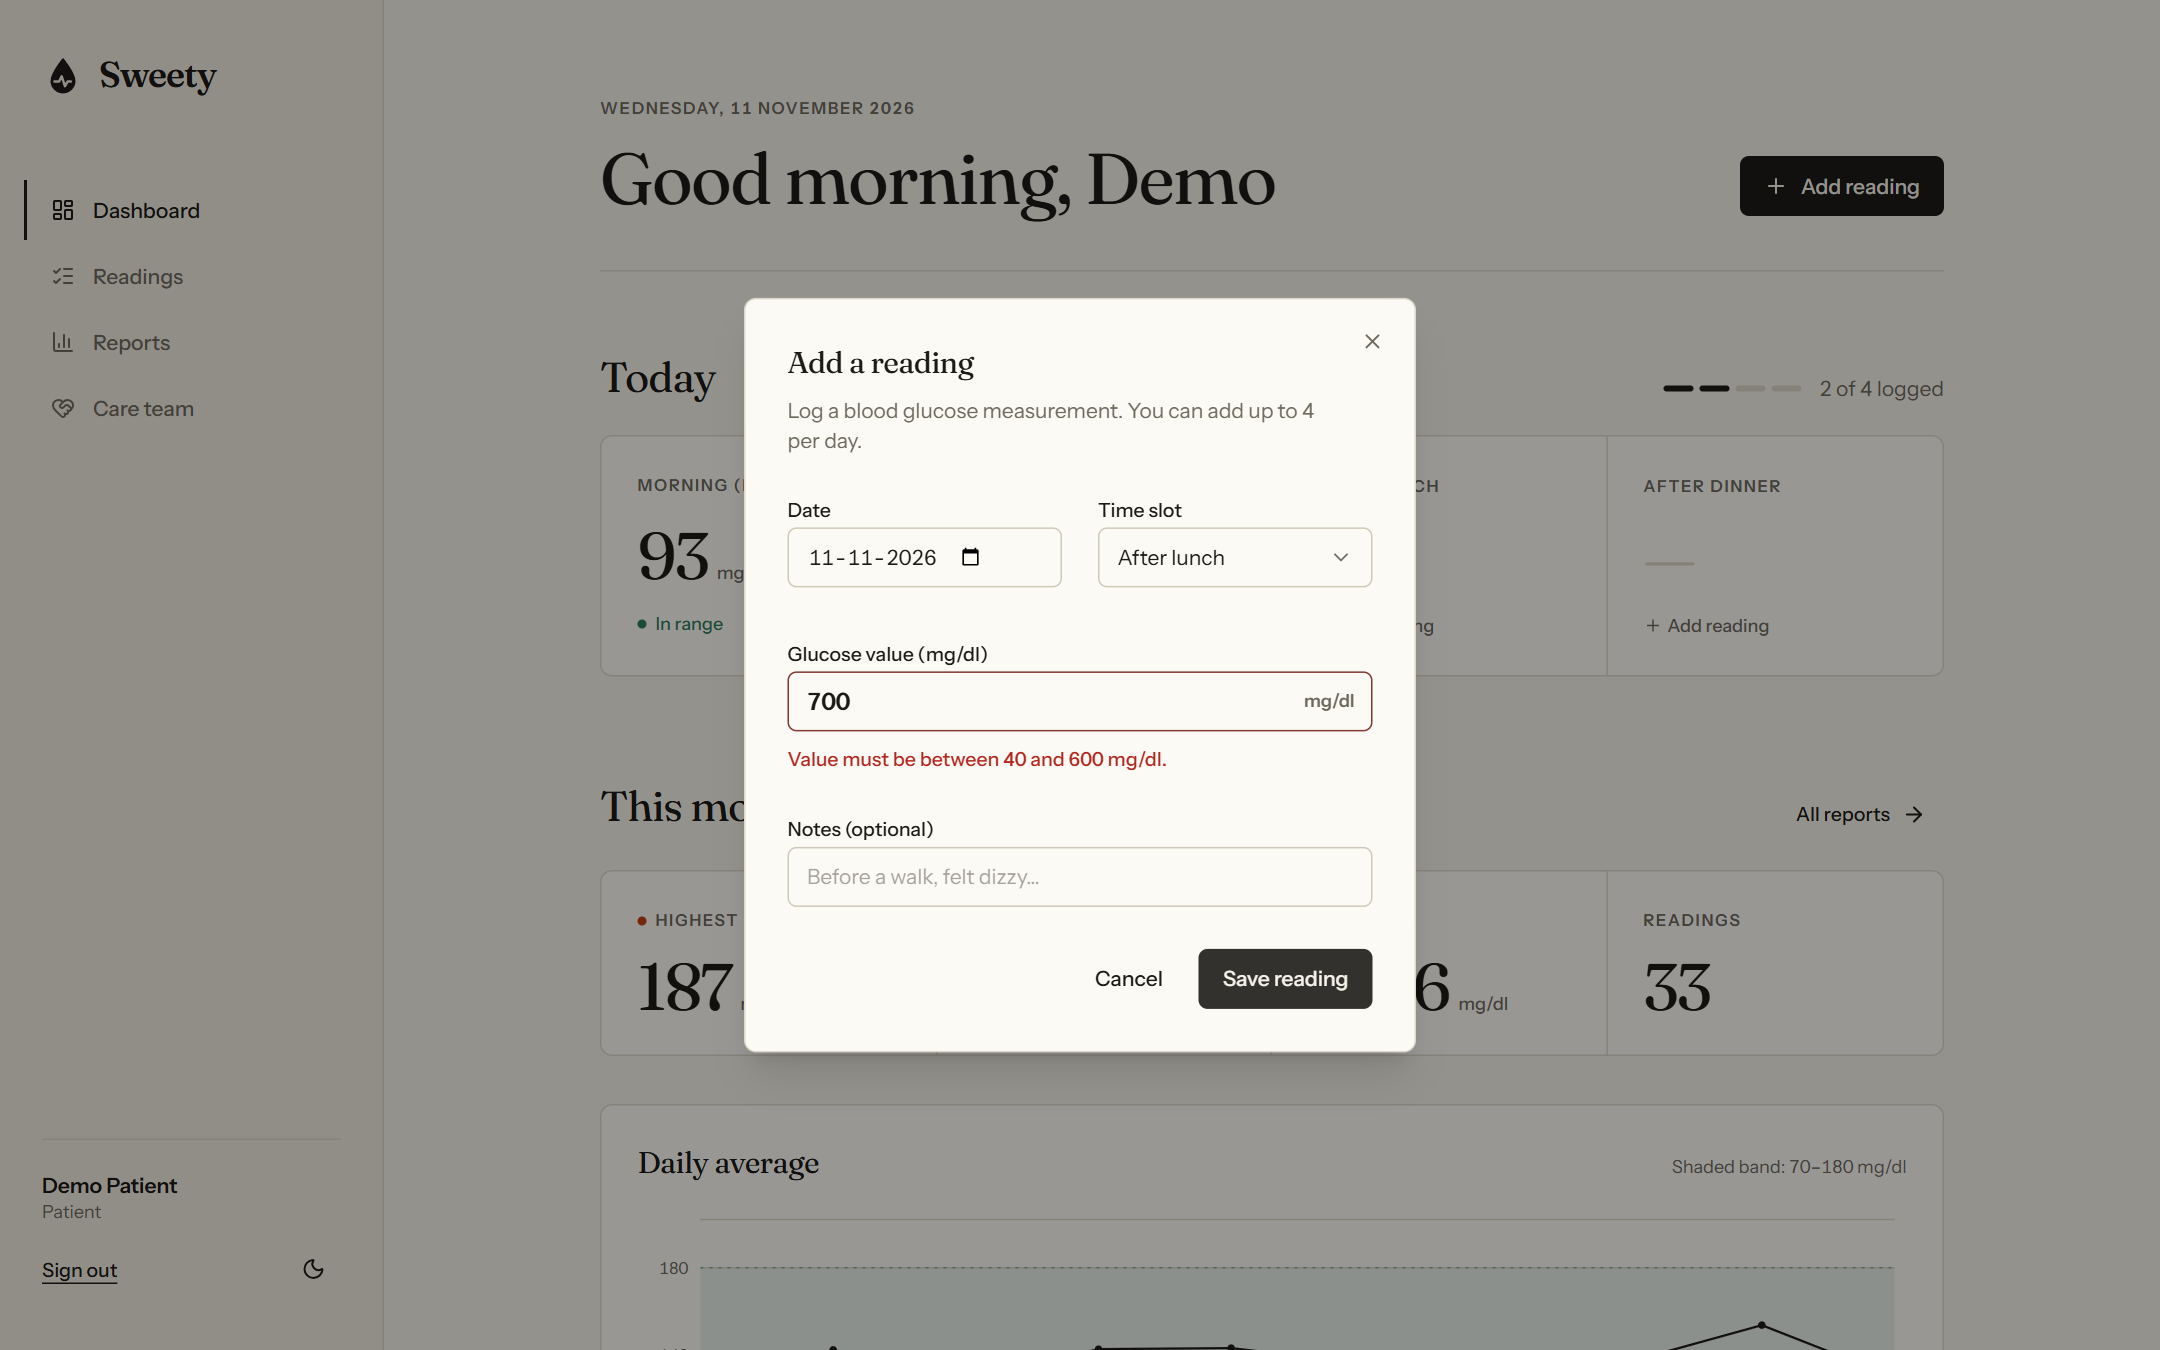 Sweety
Dashboard
Readings
Reports
Care team
Demo Patient
Patient
Sign out
WEDNESDAY, 11 NOVEMBER 2026
Good morning, Demo
Add reading
Today
2 of 4 logged
MORNING (
93 mg
In range
CH
ng
AFTER DINNER
Add reading
Add a reading
Log a blood glucose measurement. You can add up to 4
per day.
Date
Time slot
11-11-2026
After lunch
Glucose value (mg/dl)
700 mg/dl
Value must be between 40 and 600 mg/dl.
Notes (optional)
Before a walk, felt dizzy...
Cancel
Save reading
This mo
All reports
HIGHEST
187
6 mg/dl
READINGS
33
Daily average
Shaded band: 70–180 mg/dl
180